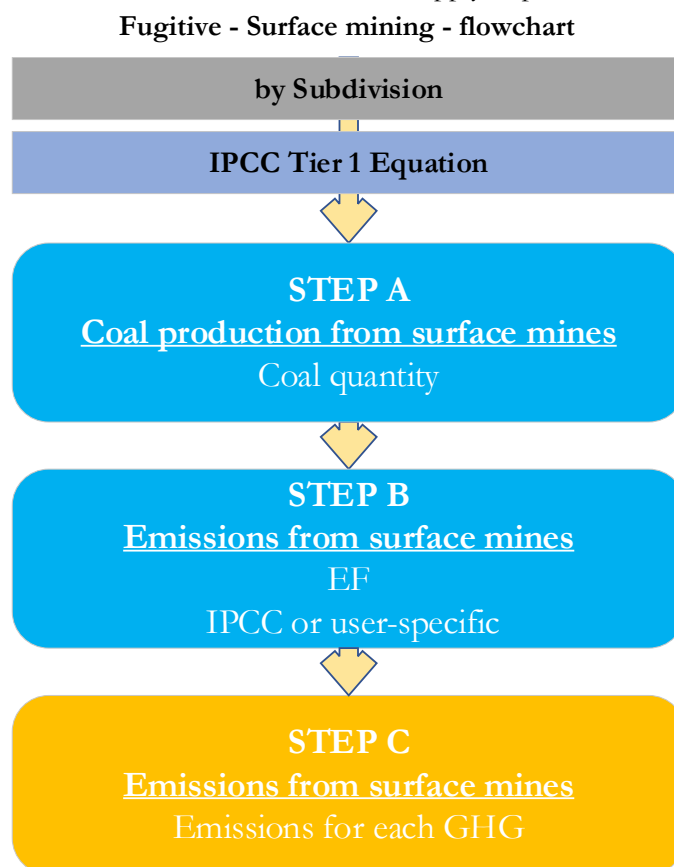 Fugitive - Surface mining - flowchart
by Subdivision
IPCC Tier 1 Equation
STEP A
Coal production from surface mines
Coal quantity
STEP B
Emissions from surface mines
EF
IPCC or user-specific
STEP C
Emissions from surface mines
Emissions for each GHG